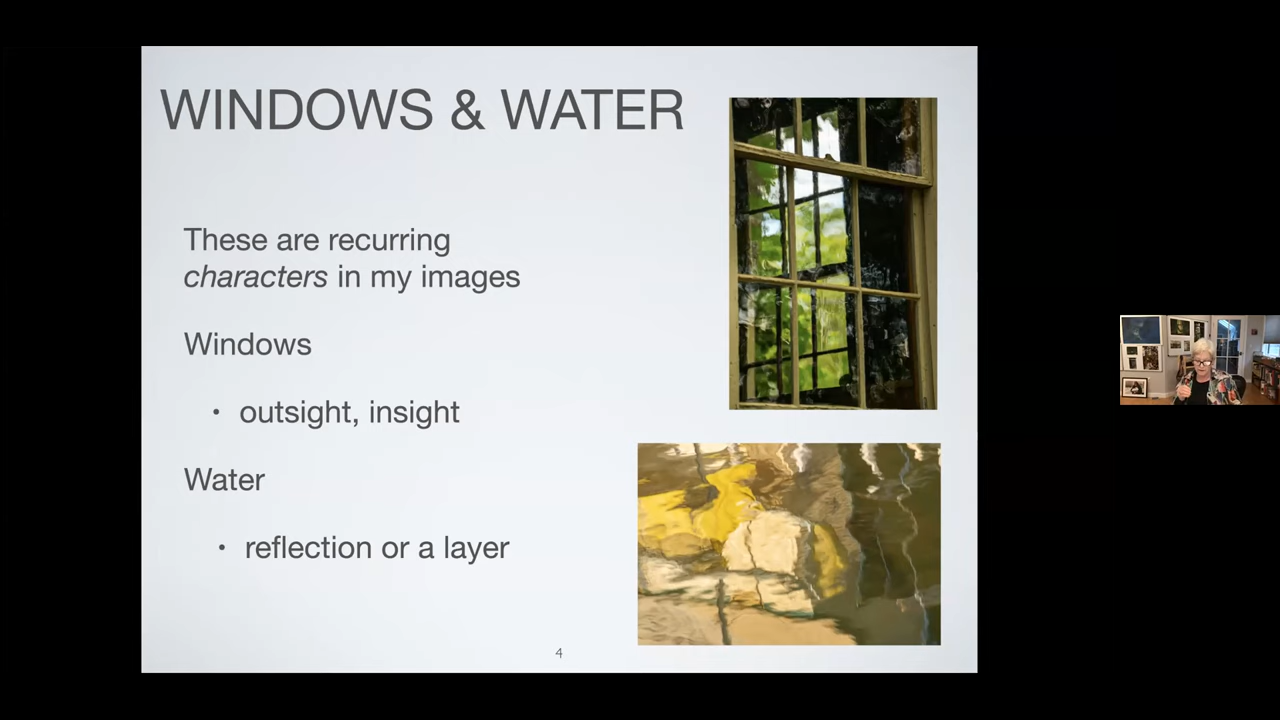 WINDOWS & WATER
These are recurring
characters in my images
Windows
• outsight, insight
Water
• reflection or a layer
4